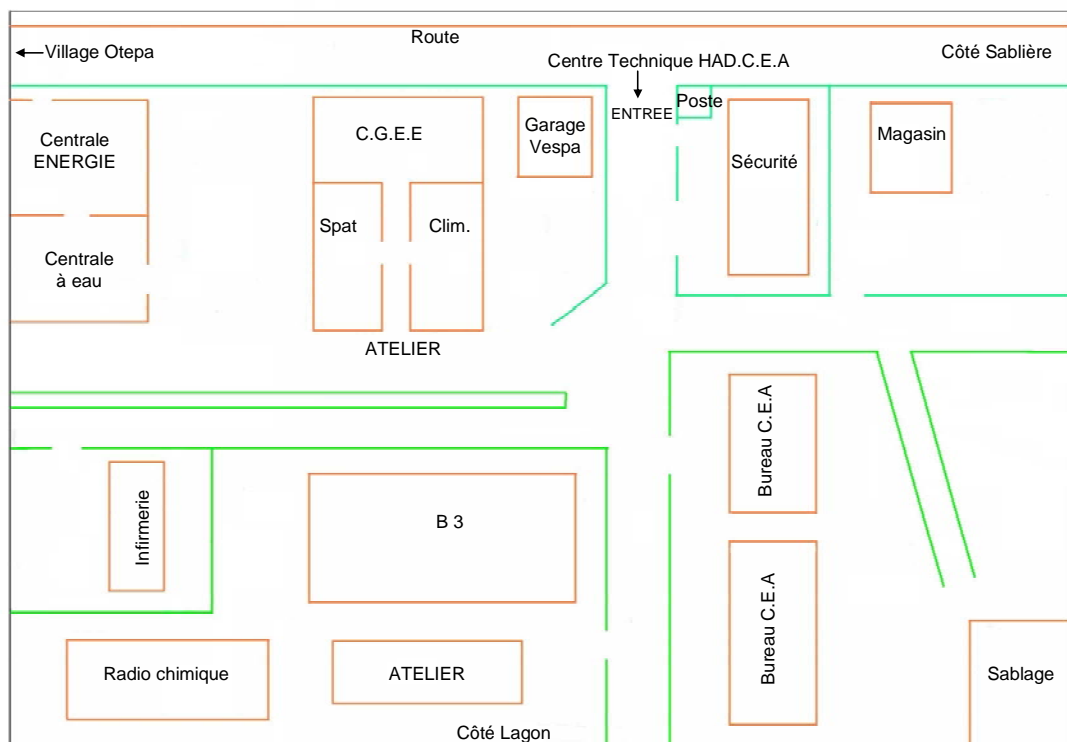 Route
Village Otepa
Côté Sablière
Centre Technique HAD.C.E.A
ENTREE
Poste
Centrale
ENERGIE
C.G.E.E
Garage
Vespa
Sécurité
Magasin
Spat
Clim.
Centrale
à eau
ATELIER
Bureau C.E.A
Infirmerie
B 3
Bureau C.E.A
Radio chimique
ATELIER
Sablage
Côté Lagon